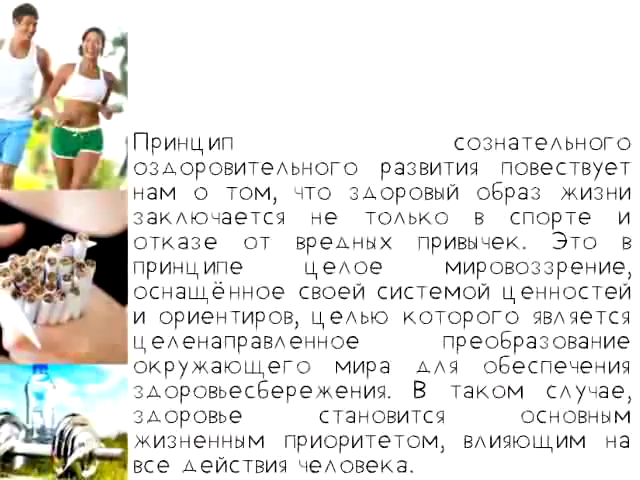 Принцип сознательного
оздоровительного развития повествует
нам о том, что здоровый образ жизни
заключается не только в спорте и
отказе от вредных привычек. Это в
принципе целое мировоззрение,
оснащённое своей системой ценностей
и ориентиров, целью которого является
целенаправленное преобразование
окружающего мира для обеспечения
здоровьесбережения. В таком случае,
здоровье становится основным
жизненным приоритетом, влияющим на
все действия человека.